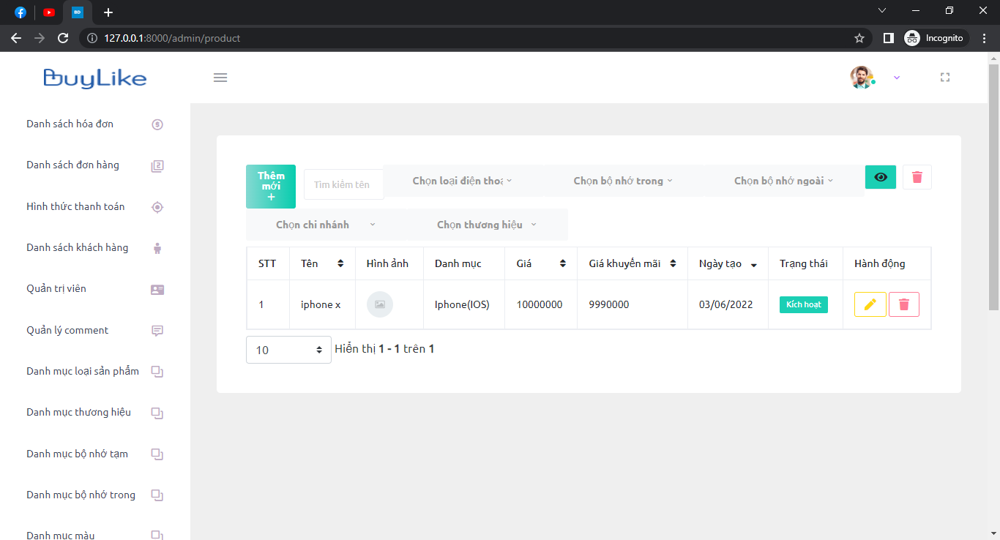 BD
127.0.0.1:8000/admin/product
Incognito
BuyLike
Danh sách hóa đơn
Danh sách đơn hàng
Hình thức thanh toán
Danh sách khách hàng
Quản trị viên
Quản lý comment
Danh mục loại sản phẩm
Danh mục thương hiệu
Danh mục bộ nhớ tạm
Danh mục bộ nhớ trong
Danh mục màu
Thêm
mới
+
Tìm kiếm tên
Chọn loại điện thoạ
Chọn bộ nhớ trong
Chọn bộ nhớ ngoài
Chọn chi nhánh
Chọn thương hiệu
STT Tên Hình ảnh Danh mục Giá Giá khuyến mãi Ngày tạo Trạng thái Hành động
1 iphone x Iphone(IOS) 10000000 9990000 03/06/2022 Kích hoạt
10 Hiển thị 1 - 1 trên 1